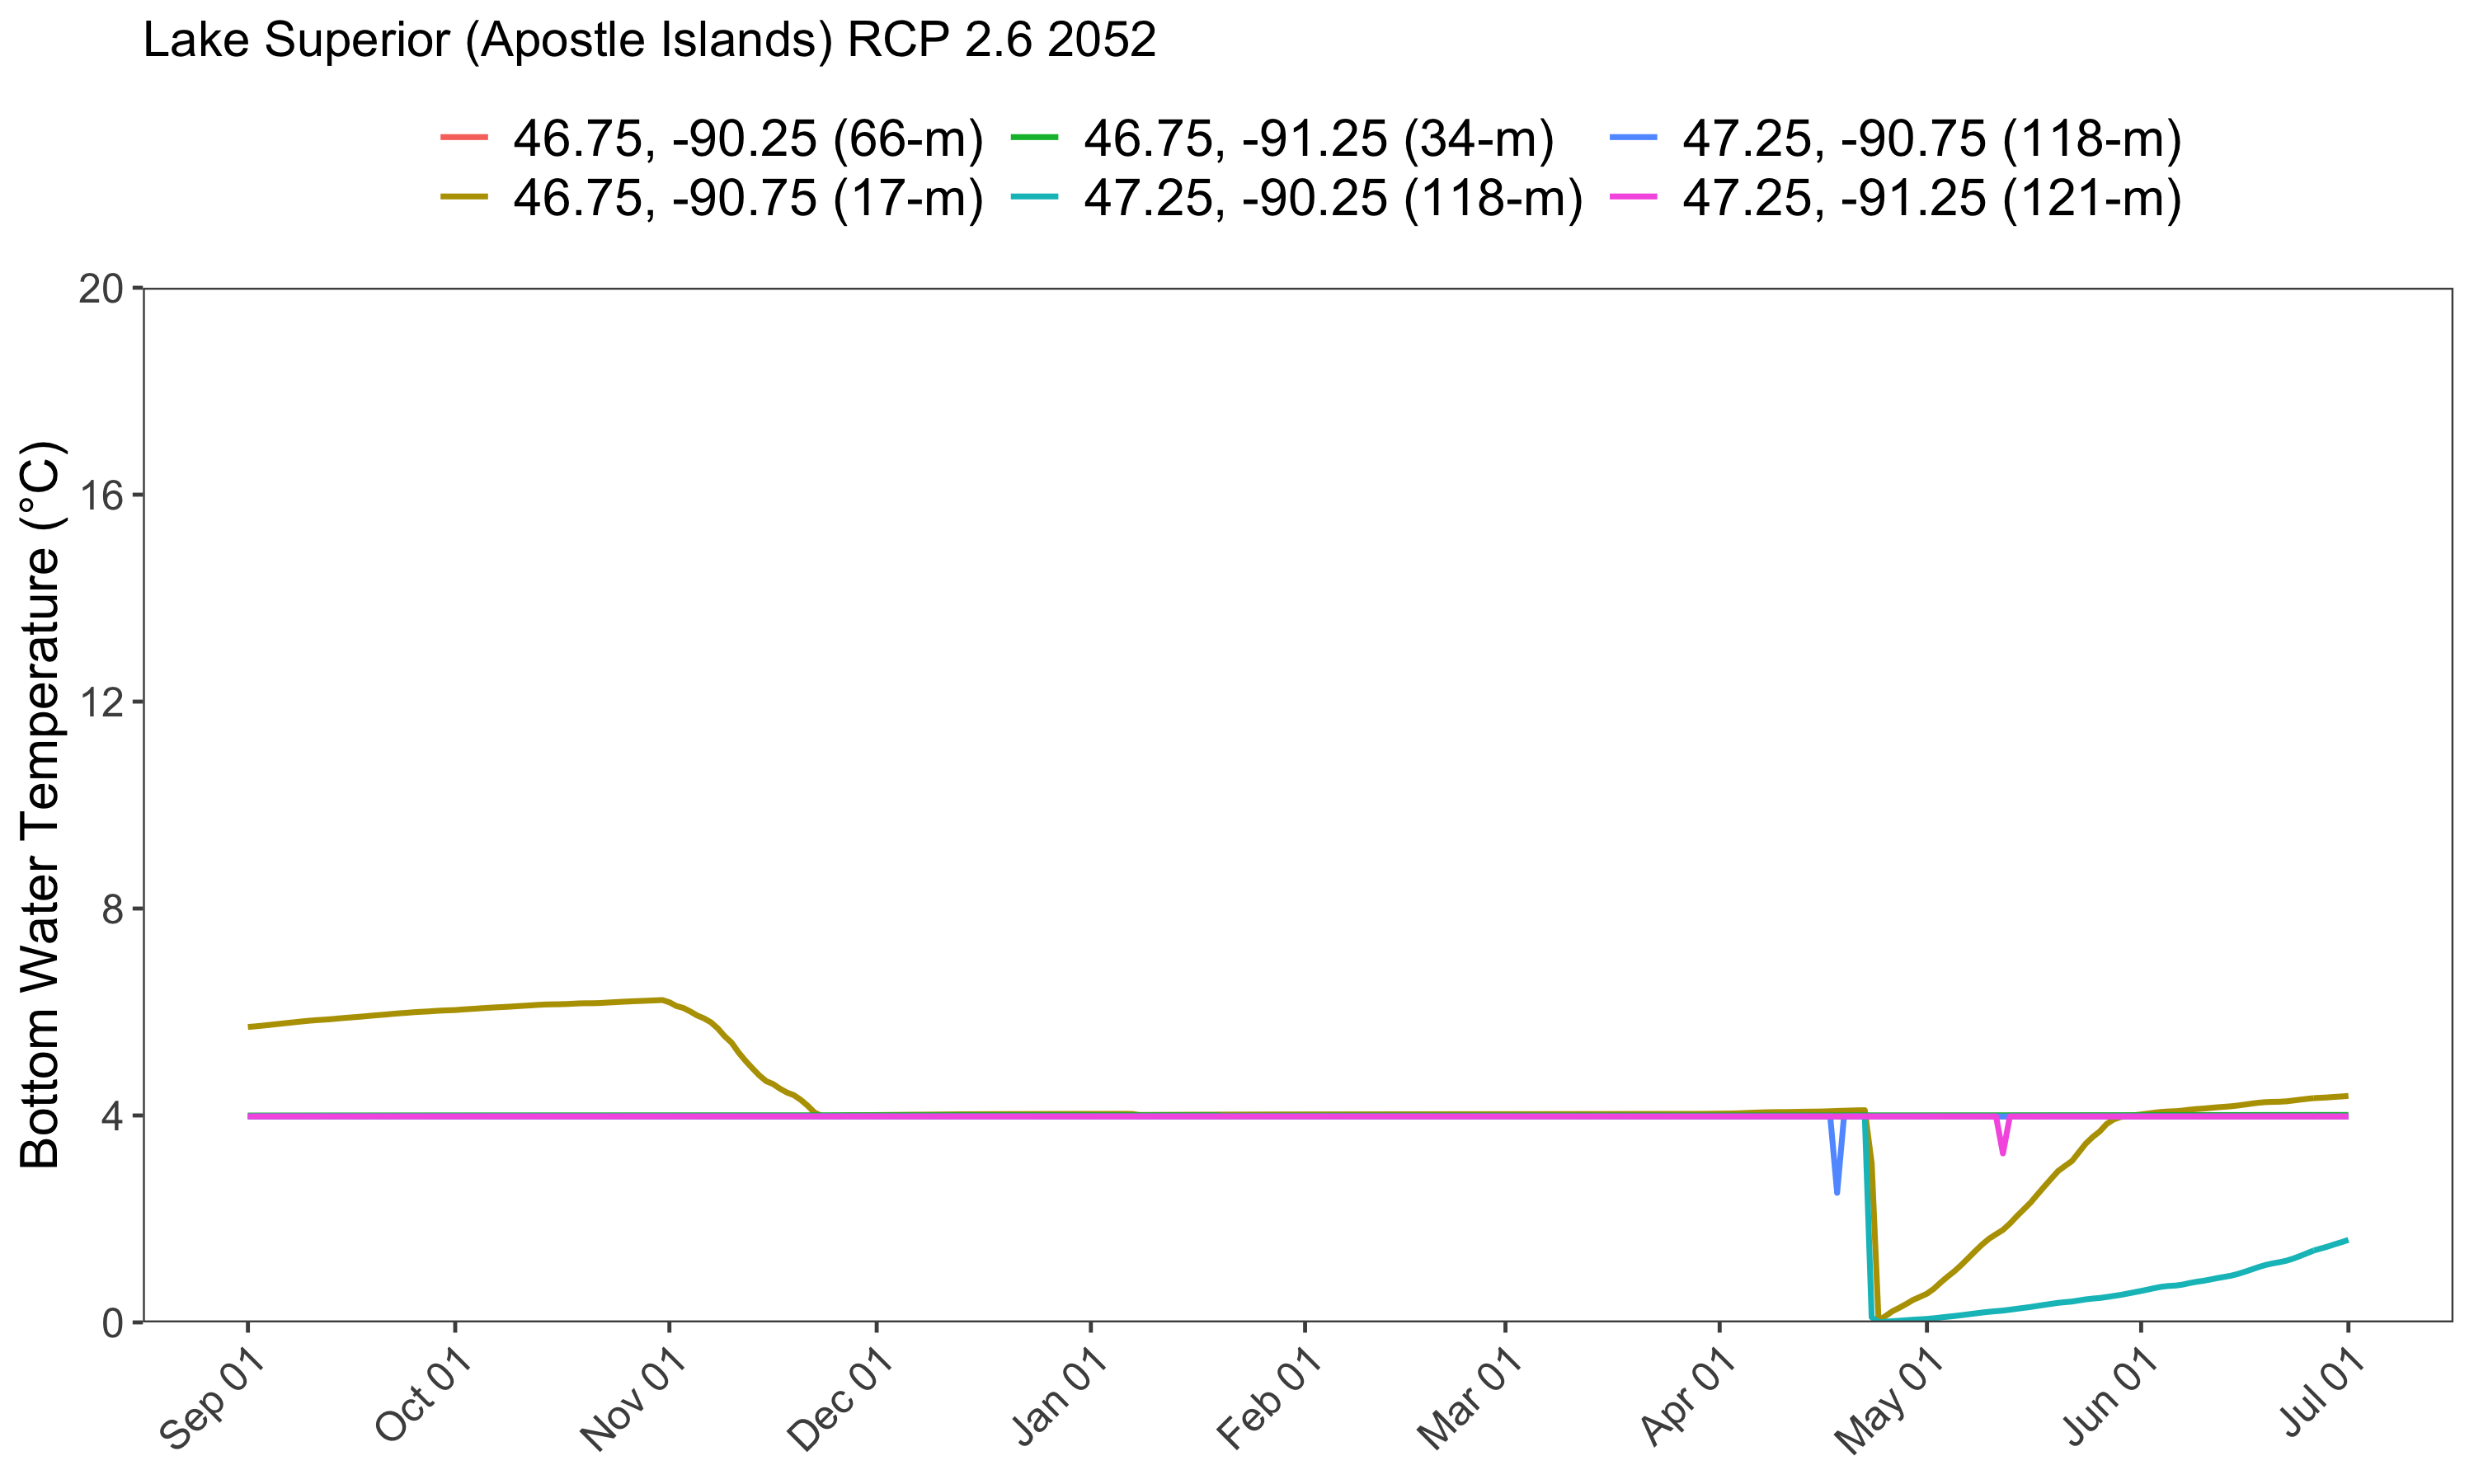 Lake Superior (Apostle Islands) RCP 2.6 2052
46.75, -90.25 (66-m) 46.75, -91.25 (34-m) 47.25, -90.75 (118-m)
46.75, -90.75 (17-m) 47.25, -90.25 (118-m) 47.25, -91.25 (121-m)
Bottom Water Temperature (°C)
20
16
12
8
4
0
Sep 01 Oct 01 Nov 01 Dec 01 Jan 01 Feb 01 Mar 01 Apr 01 May 01 Jun 01 Jul 01